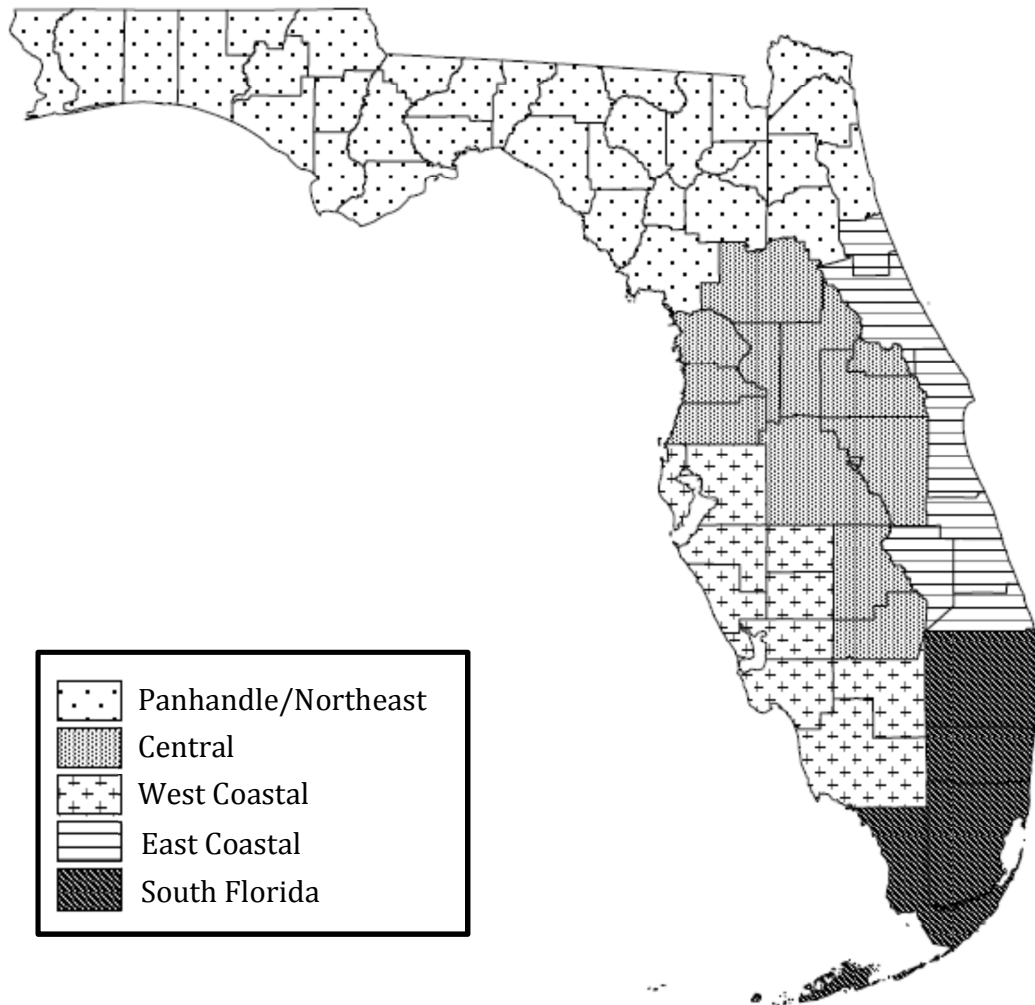 Panhandle/Northeast
Central
West Coastal
East Coastal
South Florida